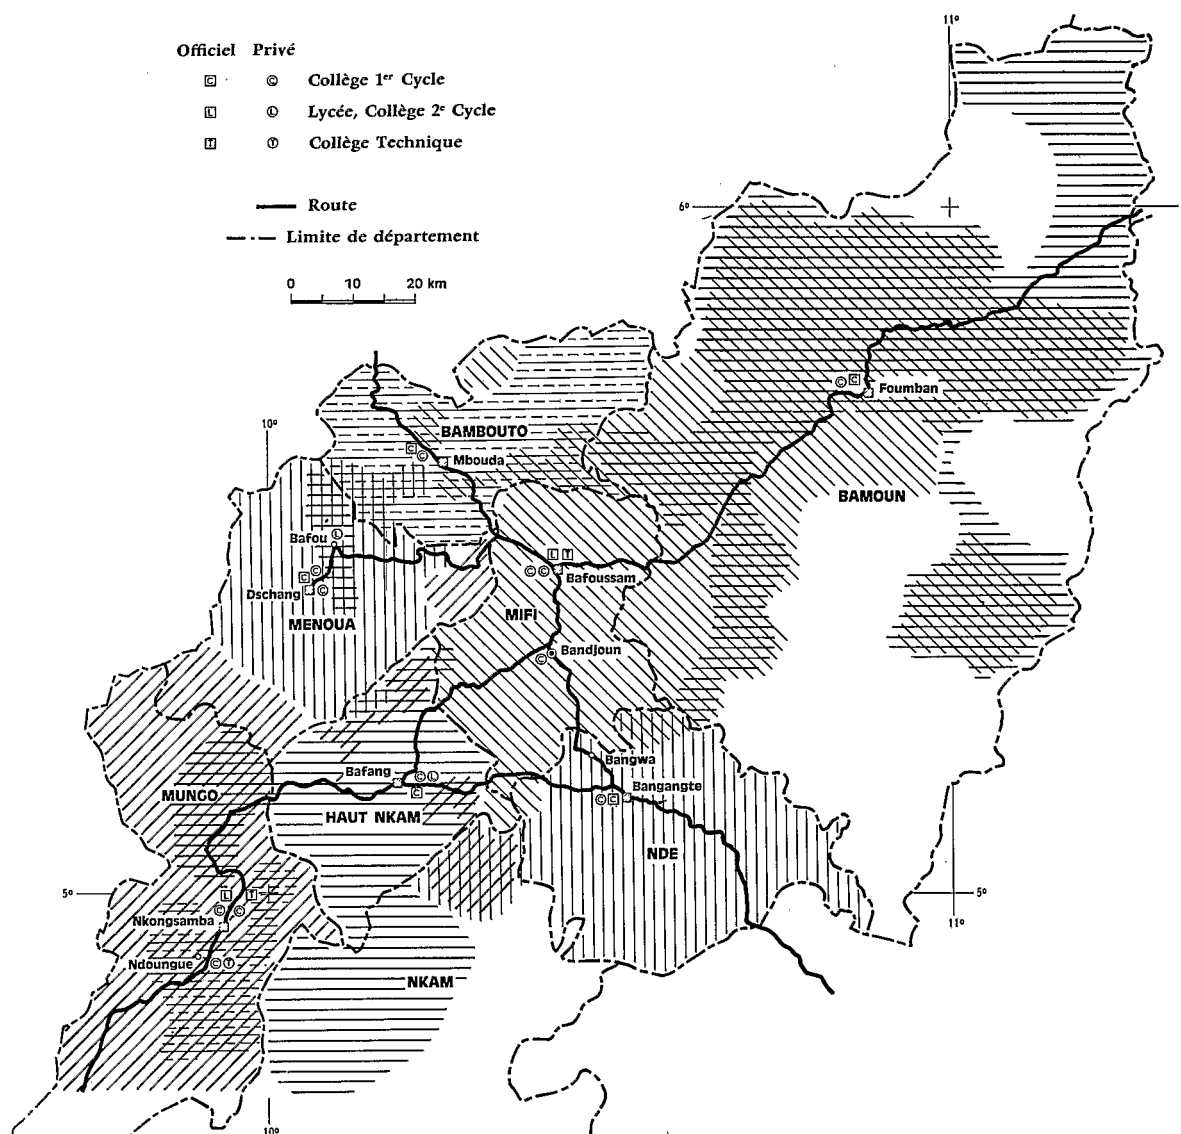 Officiel Privé
C C Collège 1er Cycle
L L Lycée, Collège 2e Cycle
T T Collège Technique
Route
Limite de département
0 10 20 km
11°
6°
10°
C C
Foumban
BAMBOUTO
C C
Mbouda
BAMOUN
Bafou L
L T
C C
Bafoussam
C C
Dschang C
MENOUA
MIFI
Bandjoun
C
Bangwa
Bafang C L
C
Bangangte
C C
MUNGO
HAUT NKAM
NDE
5°
5°
L T
C C
Nkongsamba
11°
Ndoungue C T
NKAM
10°